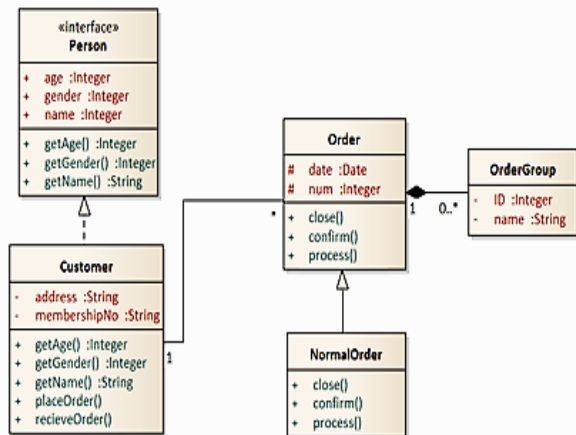 «interface»
Person
+ age :Integer
+ gender :Integer
+ name :Integer
+ getAge() :Integer
+ getGender() :Integer
+ getName() :String
Customer
- address :String
- membershipNo :String
+ getAge() :Integer
+ getGender() :Integer
+ getName() :String
+ placeOrder()
+ recieveOrder()
1
*
Order
# date :Date
# num :Integer
+ close()
+ confirm()
+ process()
1
0..*
OrderGroup
- ID :Integer
- name :String
NormalOrder
+ close()
+ confirm()
+ process()